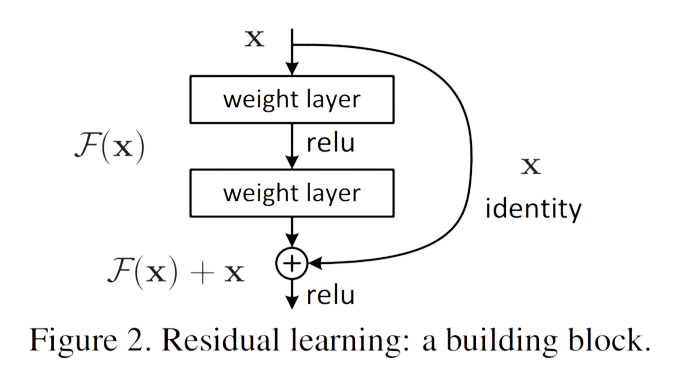 x
weight layer
relu
F(x)
weight layer
x
identity
F(x) + x
+
relu
Figure 2. Residual learning: a building block.